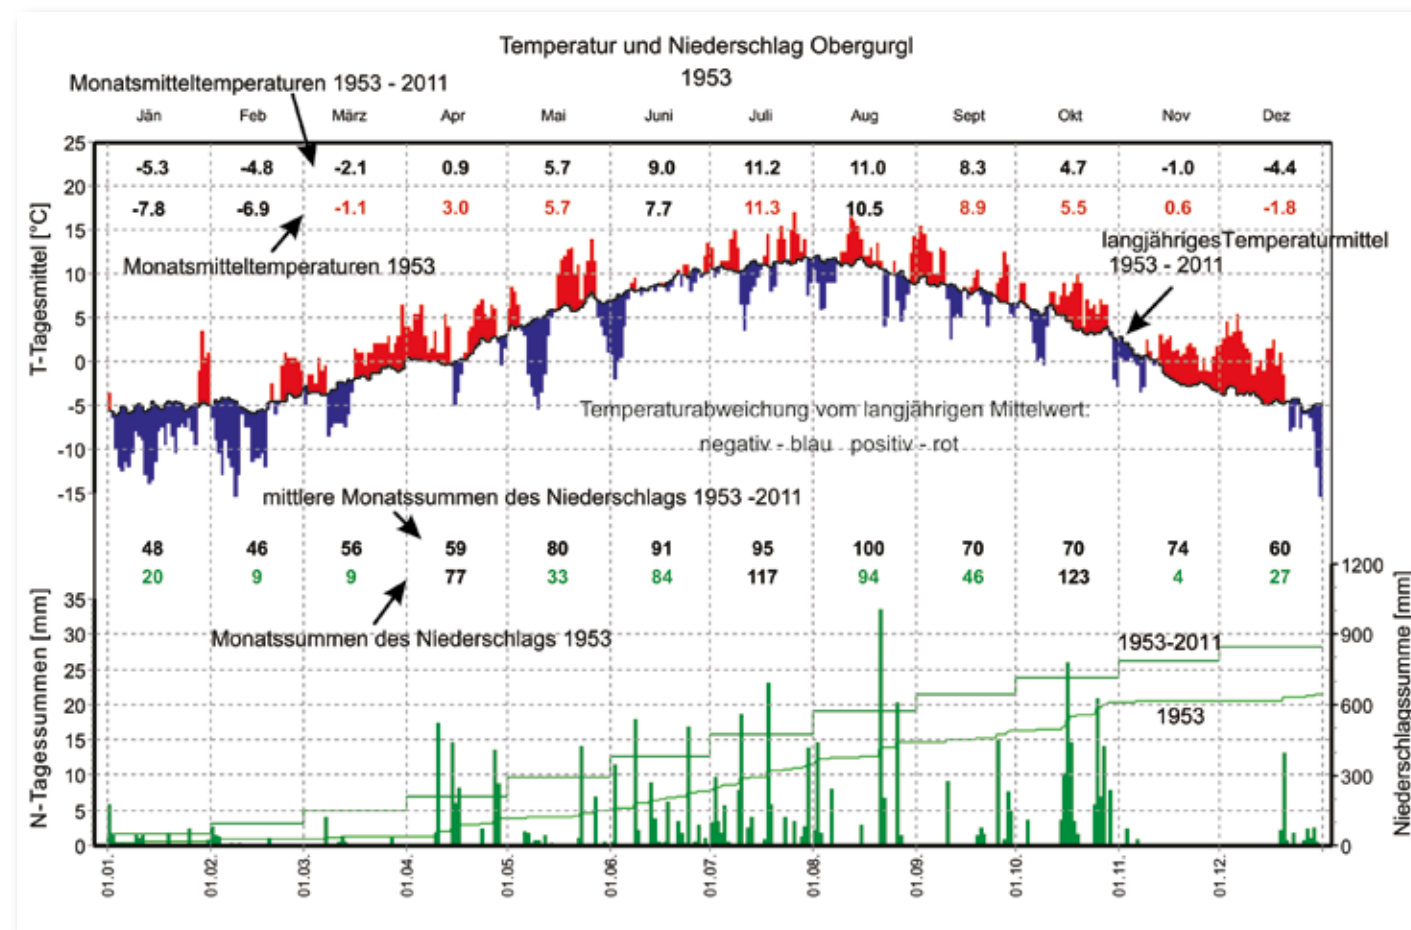 Temperatur und Niederschlag Obergurgl
1953
Monatsmitteltemperaturen 1953 - 2011
Jän Feb März Apr Mai Juni Juli Aug Sept Okt Nov Dez
T-Tagesmittel [°C]
25
20
15
10
5
0
-5
-10
-15
-5.3 -4.8 -2.1 0.9 5.7 9.0 11.2 11.0 8.3 4.7 -1.0 -4.4
-7.8 -6.9 -1.1 3.0 5.7 7.7 11.3 10.5 8.9 5.5 0.6 -1.8
Monatsmitteltemperaturen 1953
langjährigesTemperaturmittel
1953 - 2011
Temperaturabweichung vom langjährigen Mittelwert:
negativ - blau positiv - rot
mittlere Monatssummen des Niederschlags 1953 -2011
48 46 56 59 80 91 95 100 70 70 74 60
20 9 9 77 33 84 117 94 46 123 4 27
Monatssummen des Niederschlags 1953
N-Tagessummen [mm]
35
30
25
20
15
10
5
0
1953-2011
1953
1200
900
600
300
0
Niederschlagssumme [mm]
01.01. 01.02. 01.03. 01.04. 01.05. 01.06. 01.07. 01.08. 01.09. 01.10. 01.11. 01.12.